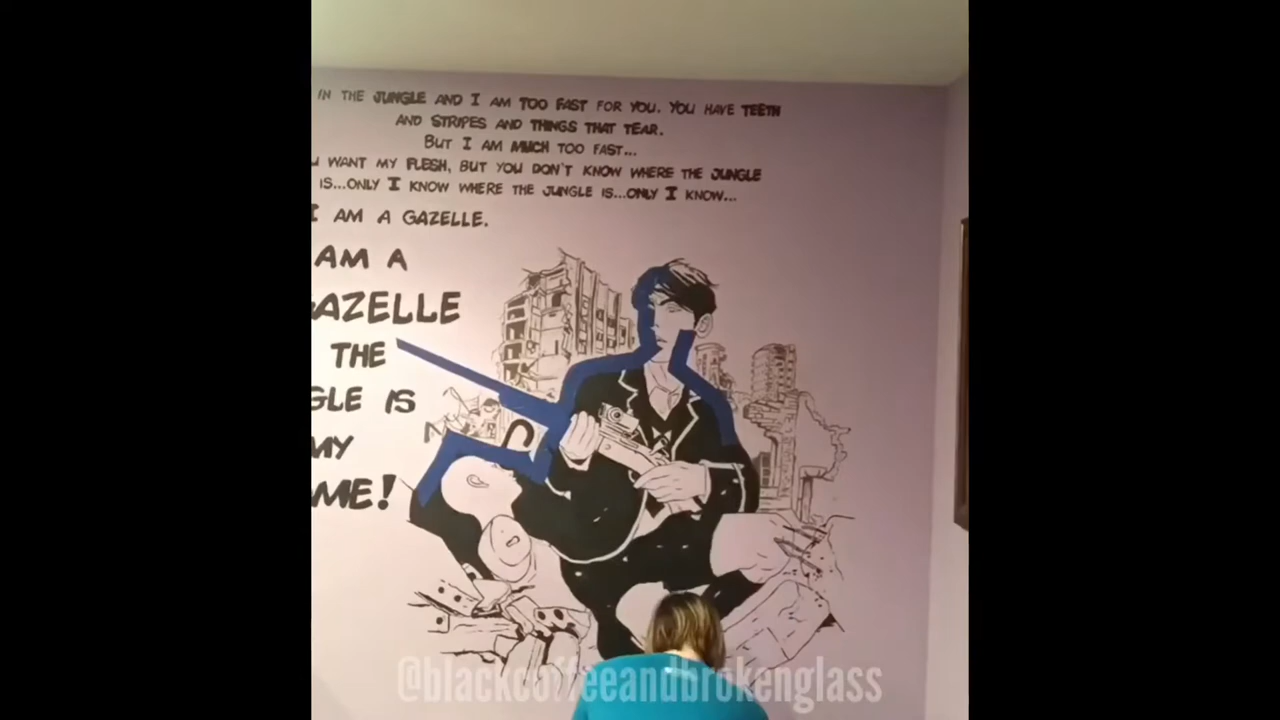 IN THE JUNGLE AND I AM TOO FAST FOR YOU. YOU HAVE TEETH
AND STRIPES AND THINGS THAT TEAR.
BUT I AM MUCH TOO FAST...
U WANT MY FLESH, BUT YOU DON'T KNOW WHERE THE JUNGLE
IS...ONLY I KNOW WHERE THE JUNGLE IS...ONLY I KNOW...
I AM A GAZELLE.
AM A
GAZELLE
THE
GLE IS
MY
ME!
@blackcoffeeandbrokenglass